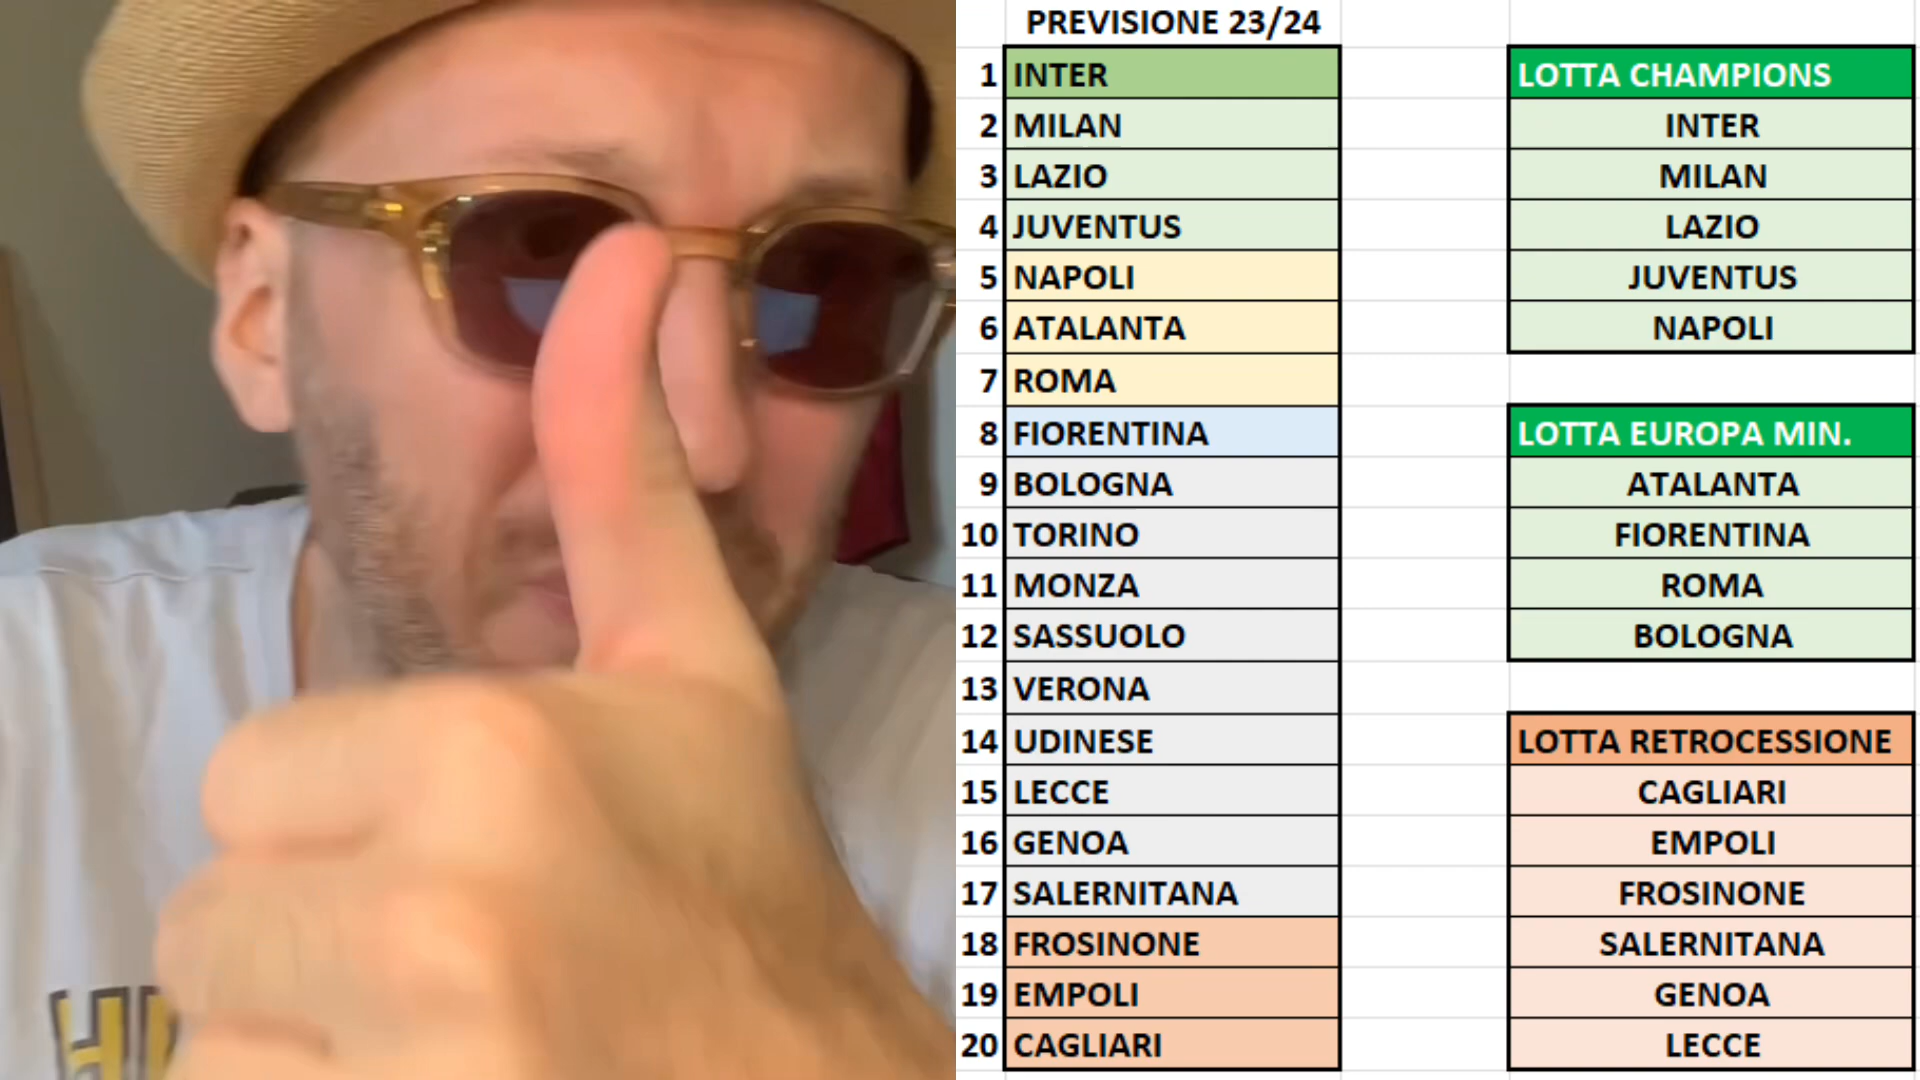 PREVISIONE 23/24
1 INTER
2 MILAN
3 LAZIO
4 JUVENTUS
5 NAPOLI
6 ATALANTA
7 ROMA
8 FIORENTINA
9 BOLOGNA
10 TORINO
11 MONZA
12 SASSUOLO
13 VERONA
14 UDINESE
15 LECCE
16 GENOA
17 SALERNITANA
18 FROSINONE
19 EMPOLI
20 CAGLIARI
LOTTA CHAMPIONS
INTER
MILAN
LAZIO
JUVENTUS
NAPOLI
LOTTA EUROPA MIN.
ATALANTA
FIORENTINA
ROMA
BOLOGNA
LOTTA RETROCESSIONE
CAGLIARI
EMPOLI
FROSINONE
SALERNITANA
GENOA
LECCE